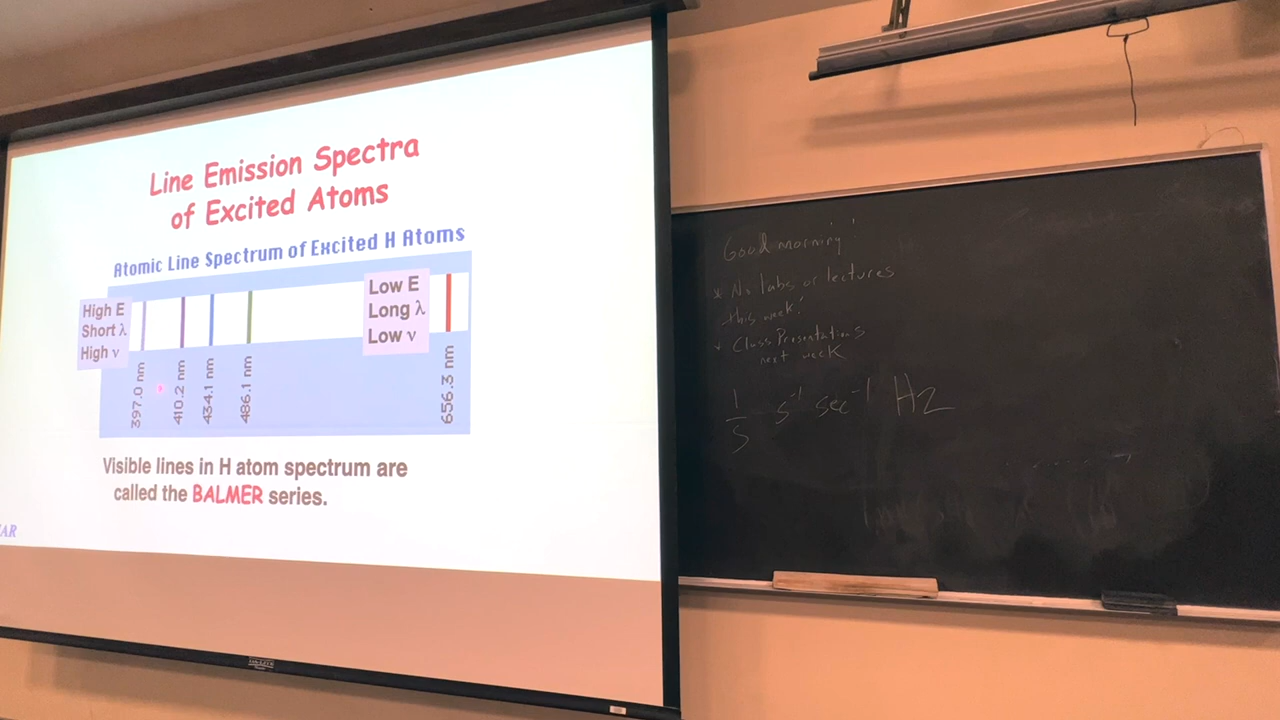 Line Emission Spectra
of Excited Atoms
Atomic Line Spectrum of Excited H Atoms
High E
Short λ
High ν
Low E
Long λ
Low ν
397.0 nm
410.2 nm
434.1 nm
486.1 nm
656.3 nm
Visible lines in H atom spectrum are
called the BALMER series.
AR
Good morning!
* No labs or lectures
this week!
* Class Presentations
next week
1/s s⁻¹ sec⁻¹ Hz